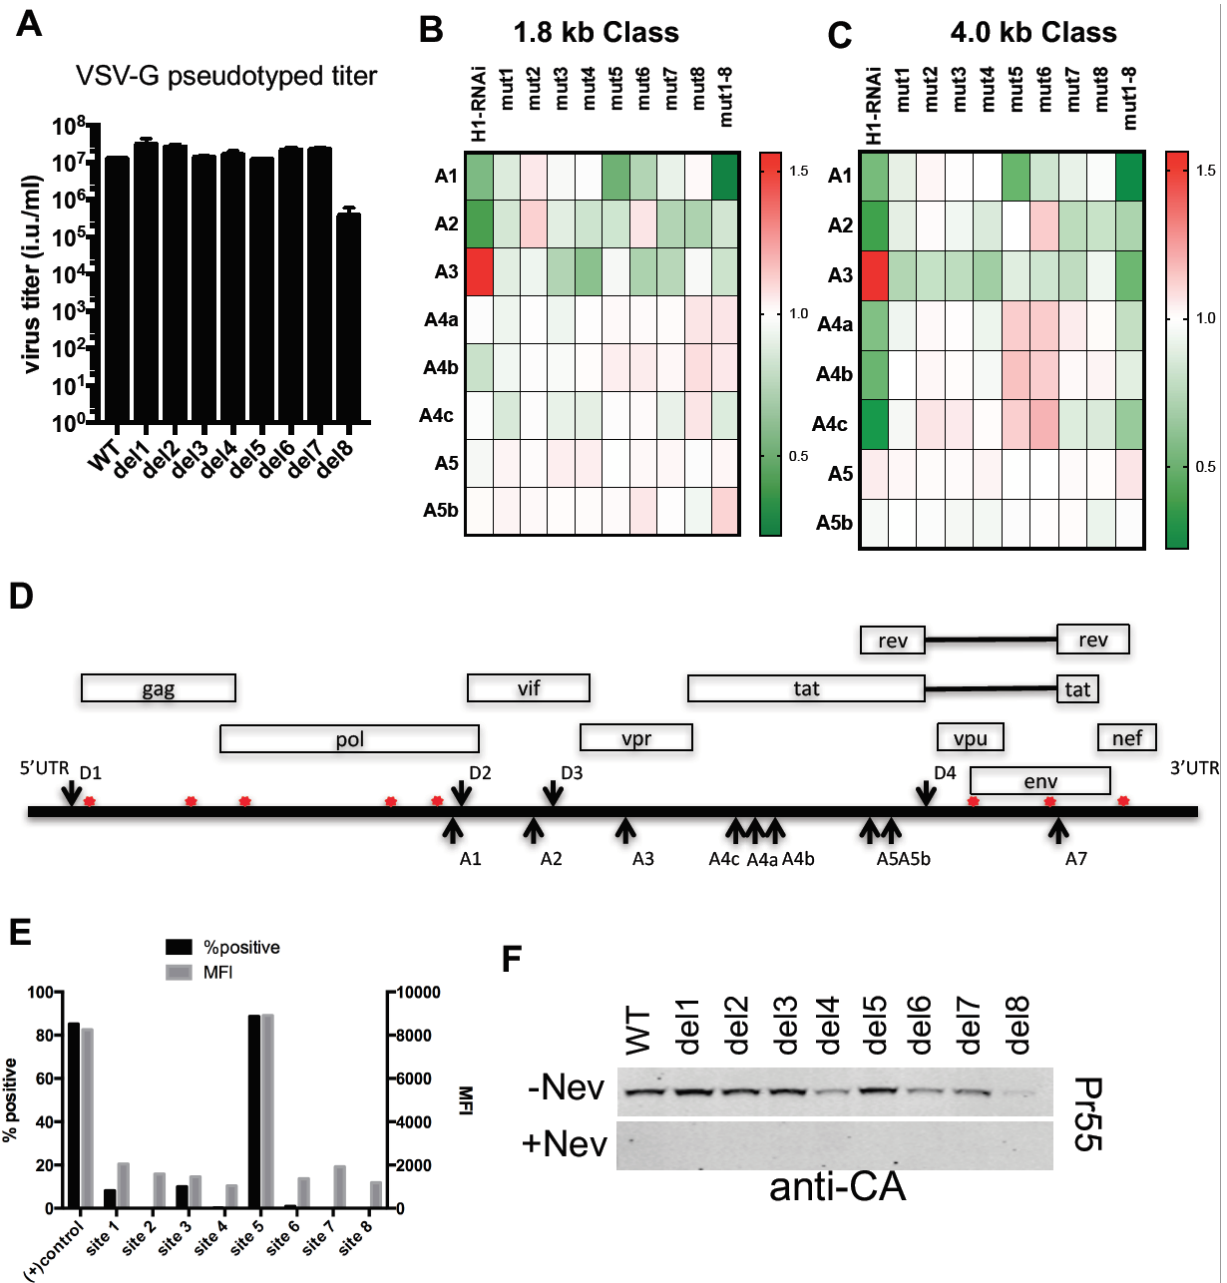 A
VSV-G pseudotyped titer
virus titer (i.u./ml)
10^8
10^7
10^6
10^5
10^4
10^3
10^2
10^1
10^0
WT
del1
del2
del3
del4
del5
del6
del7
del8
B
1.8 kb Class
H1-RNAi
mut1
mut2
mut3
mut4
mut5
mut6
mut7
mut8
mut1-8
A1
A2
A3
A4a
A4b
A4c
A5
A5b
1.5
1.0
0.5
C
4.0 kb Class
H1-RNAi
mut1
mut2
mut3
mut4
mut5
mut6
mut7
mut8
mut1-8
A1
A2
A3
A4a
A4b
A4c
A5
A5b
1.5
1.0
0.5
D
rev rev
gag vif tat tat
pol vpr vpu nef
env
5'UTR D1 D2 D3 D4 3'UTR
A1 A2 A3 A4c A4a A4b A5 A5b A7
E
%positive
MFI
% positive
100
80
60
40
20
0
10000
8000
6000
4000
2000
0
MFI
(+)control
site 1
site 2
site 3
site 4
site 5
site 6
site 7
site 8
F
WT
del1
del2
del3
del4
del5
del6
del7
del8
-Nev
+Nev
Pr55
anti-CA